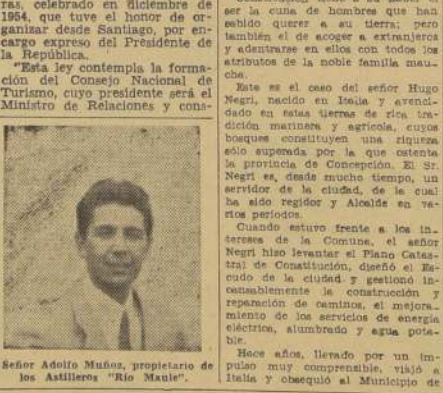 ras, celebrado en diciembre de
1954, que tuve el honor de or-
ganizar desde Santiago, por en-
cargo expreso del Presidente de
la República.
"Esta ley contempla la forma-
ción del Consejo Nacional de
Turismo, cuyo presidente será el
Ministro de Relaciones y cons-
Señor Adolfo Muñoz, propietario de
los Astilleros "Río Maule".
ser la cuna de hombres que han
sabido querer a su tierra; pero
también el de acoger a extranjeros
y adentrarse en ellos con todos los
atributos de la noble familia mau-
cha.
Este es el caso del señor Hugo
Negri, nacido en Italia y avecin-
dado en estas tierras de rica tra-
dición marinera y agrícola, cuyos
bosques constituyen una riqueza
sólo superada por la que ostenta
la provincia de Concepción. El Sr.
Negri es, desde mucho tiempo, un
servidor de la ciudad, de la cual
ha sido regidor y Alcalde en va-
rios períodos.
Cuando estuvo frente a los in-
tereses de la Comuna, el señor
Negri hizo levantar el Plano Catas-
tral de Constitución, diseñó el Es-
cudo de la ciudad y gestionó in-
cansablemente la construcción y
reparación de caminos, el mejora-
miento de los servicios de energía
eléctrica, alumbrado y agua pota-
ble.
Hace años, llevado por un im-
pulso muy comprensible, viajó a
Italia y obsequió al Municipio de